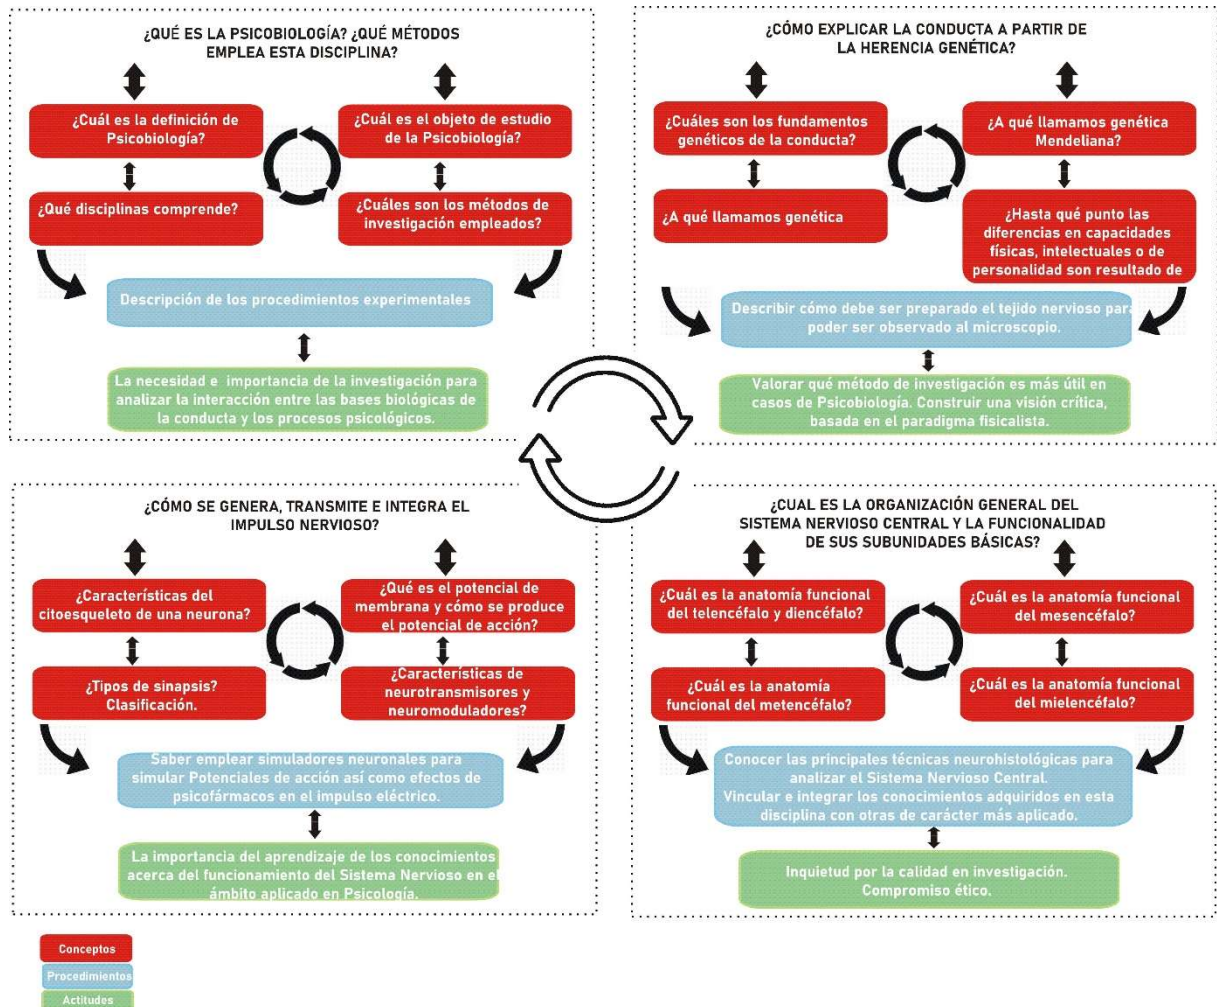 ¿QUÉ ES LA PSICOBIOLOGÍA? ¿QUÉ MÉTODOS
EMPLEA ESTA DISCIPLINA?
¿Cuál es la definición de
Psicobiología?
¿Cuál es el objeto de estudio
de la Psicobiología?
¿Qué disciplinas comprende?
¿Cuáles son los métodos de
investigación empleados?
Descripción de los procedimientos experimentales
La necesidad e importancia de la investigación para
analizar la interacción entre las bases biológicas de
la conducta y los procesos psicológicos.
¿CÓMO EXPLICAR LA CONDUCTA A PARTIR DE
LA HERENCIA GENÉTICA?
¿Cuáles son los fundamentos
genéticos de la conducta?
¿A qué llamamos genética
Mendeliana?
¿A qué llamamos genética
¿Hasta qué punto las
diferencias en capacidades
físicas, intelectuales o de
personalidad son resultado de
Describir cómo debe ser preparado el tejido nervioso para
poder ser observado al microscopio.
Valorar qué método de investigación es más útil en
casos de Psicobiología. Construir una visión crítica,
basada en el paradigma fisicalista.
¿CÓMO SE GENERA, TRANSMITE E INTEGRA EL
IMPULSO NERVIOSO?
¿Características del
citoesqueleto de una neurona?
¿Qué es el potencial de
membrana y cómo se produce
el potencial de acción?
¿Tipos de sinapsis?
Clasificación.
¿Características de
neurotransmisores y
neuromoduladores?
Saber emplear simuladores neuronales para
simular Potenciales de acción así como efectos de
psicofármacos en el impulso eléctrico.
La importancia del aprendizaje de los conocimientos
acerca del funcionamiento del Sistema Nervioso en el
ámbito aplicado en Psicología.
¿CUAL ES LA ORGANIZACIÓN GENERAL DEL
SISTEMA NERVIOSO CENTRAL Y LA FUNCIONALIDAD
DE SUS SUBUNIDADES BÁSICAS?
¿Cuál es la anatomía funcional
del telencéfalo y diencéfalo?
¿Cuál es la anatomía funcional
del mesencéfalo?
¿Cuál es la anatomía
funcional del metencéfalo?
¿Cuál es la anatomía funcional
del mielencéfalo?
Conocer las principales técnicas neurohistológicas para
analizar el Sistema Nervioso Central.
Vincular e integrar los conocimientos adquiridos en esta
disciplina con otras de carácter más aplicado.
Inquietud por la calidad en investigación.
Compromiso ético.
Conceptos
Procedimientos
Actitudes